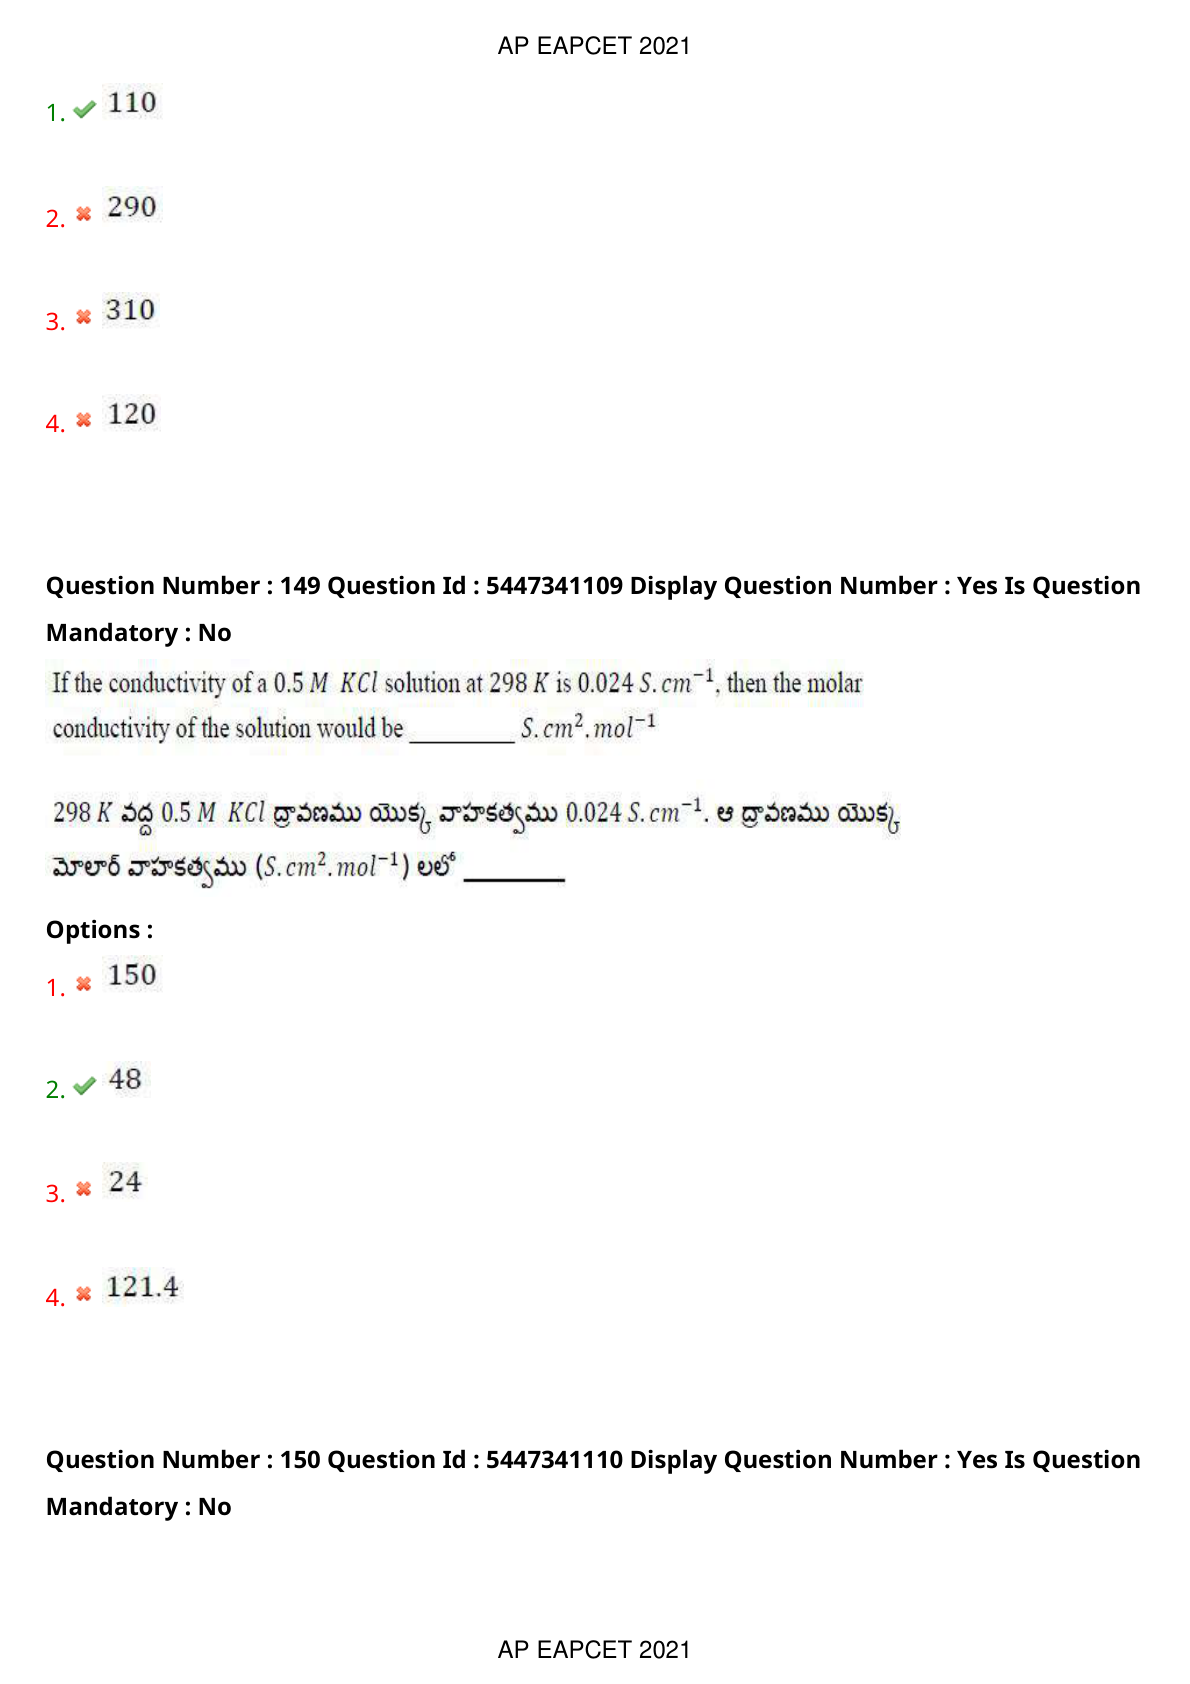 AP EAPCET 2021
1. 110
2. 290
3. 310
4. 120
Question Number : 149 Question Id : 5447341109 Display Question Number : Yes Is Question
Mandatory : No
If the conductivity of a 0.5 M KCl solution at 298 K is 0.024 S.cm⁻¹, then the molar
conductivity of the solution would be ________ S.cm².mol⁻¹
298 K వద్ద 0.5 M KCl ద్రావణము యొక్క వాహకత్వము 0.024 S.cm⁻¹. ఆ ద్రావణము యొక్క
మోలార్ వాహకత్వము (S.cm².mol⁻¹) లలో ________
Options :
1. 150
2. 48
3. 24
4. 121.4
Question Number : 150 Question Id : 5447341110 Display Question Number : Yes Is Question
Mandatory : No
AP EAPCET 2021